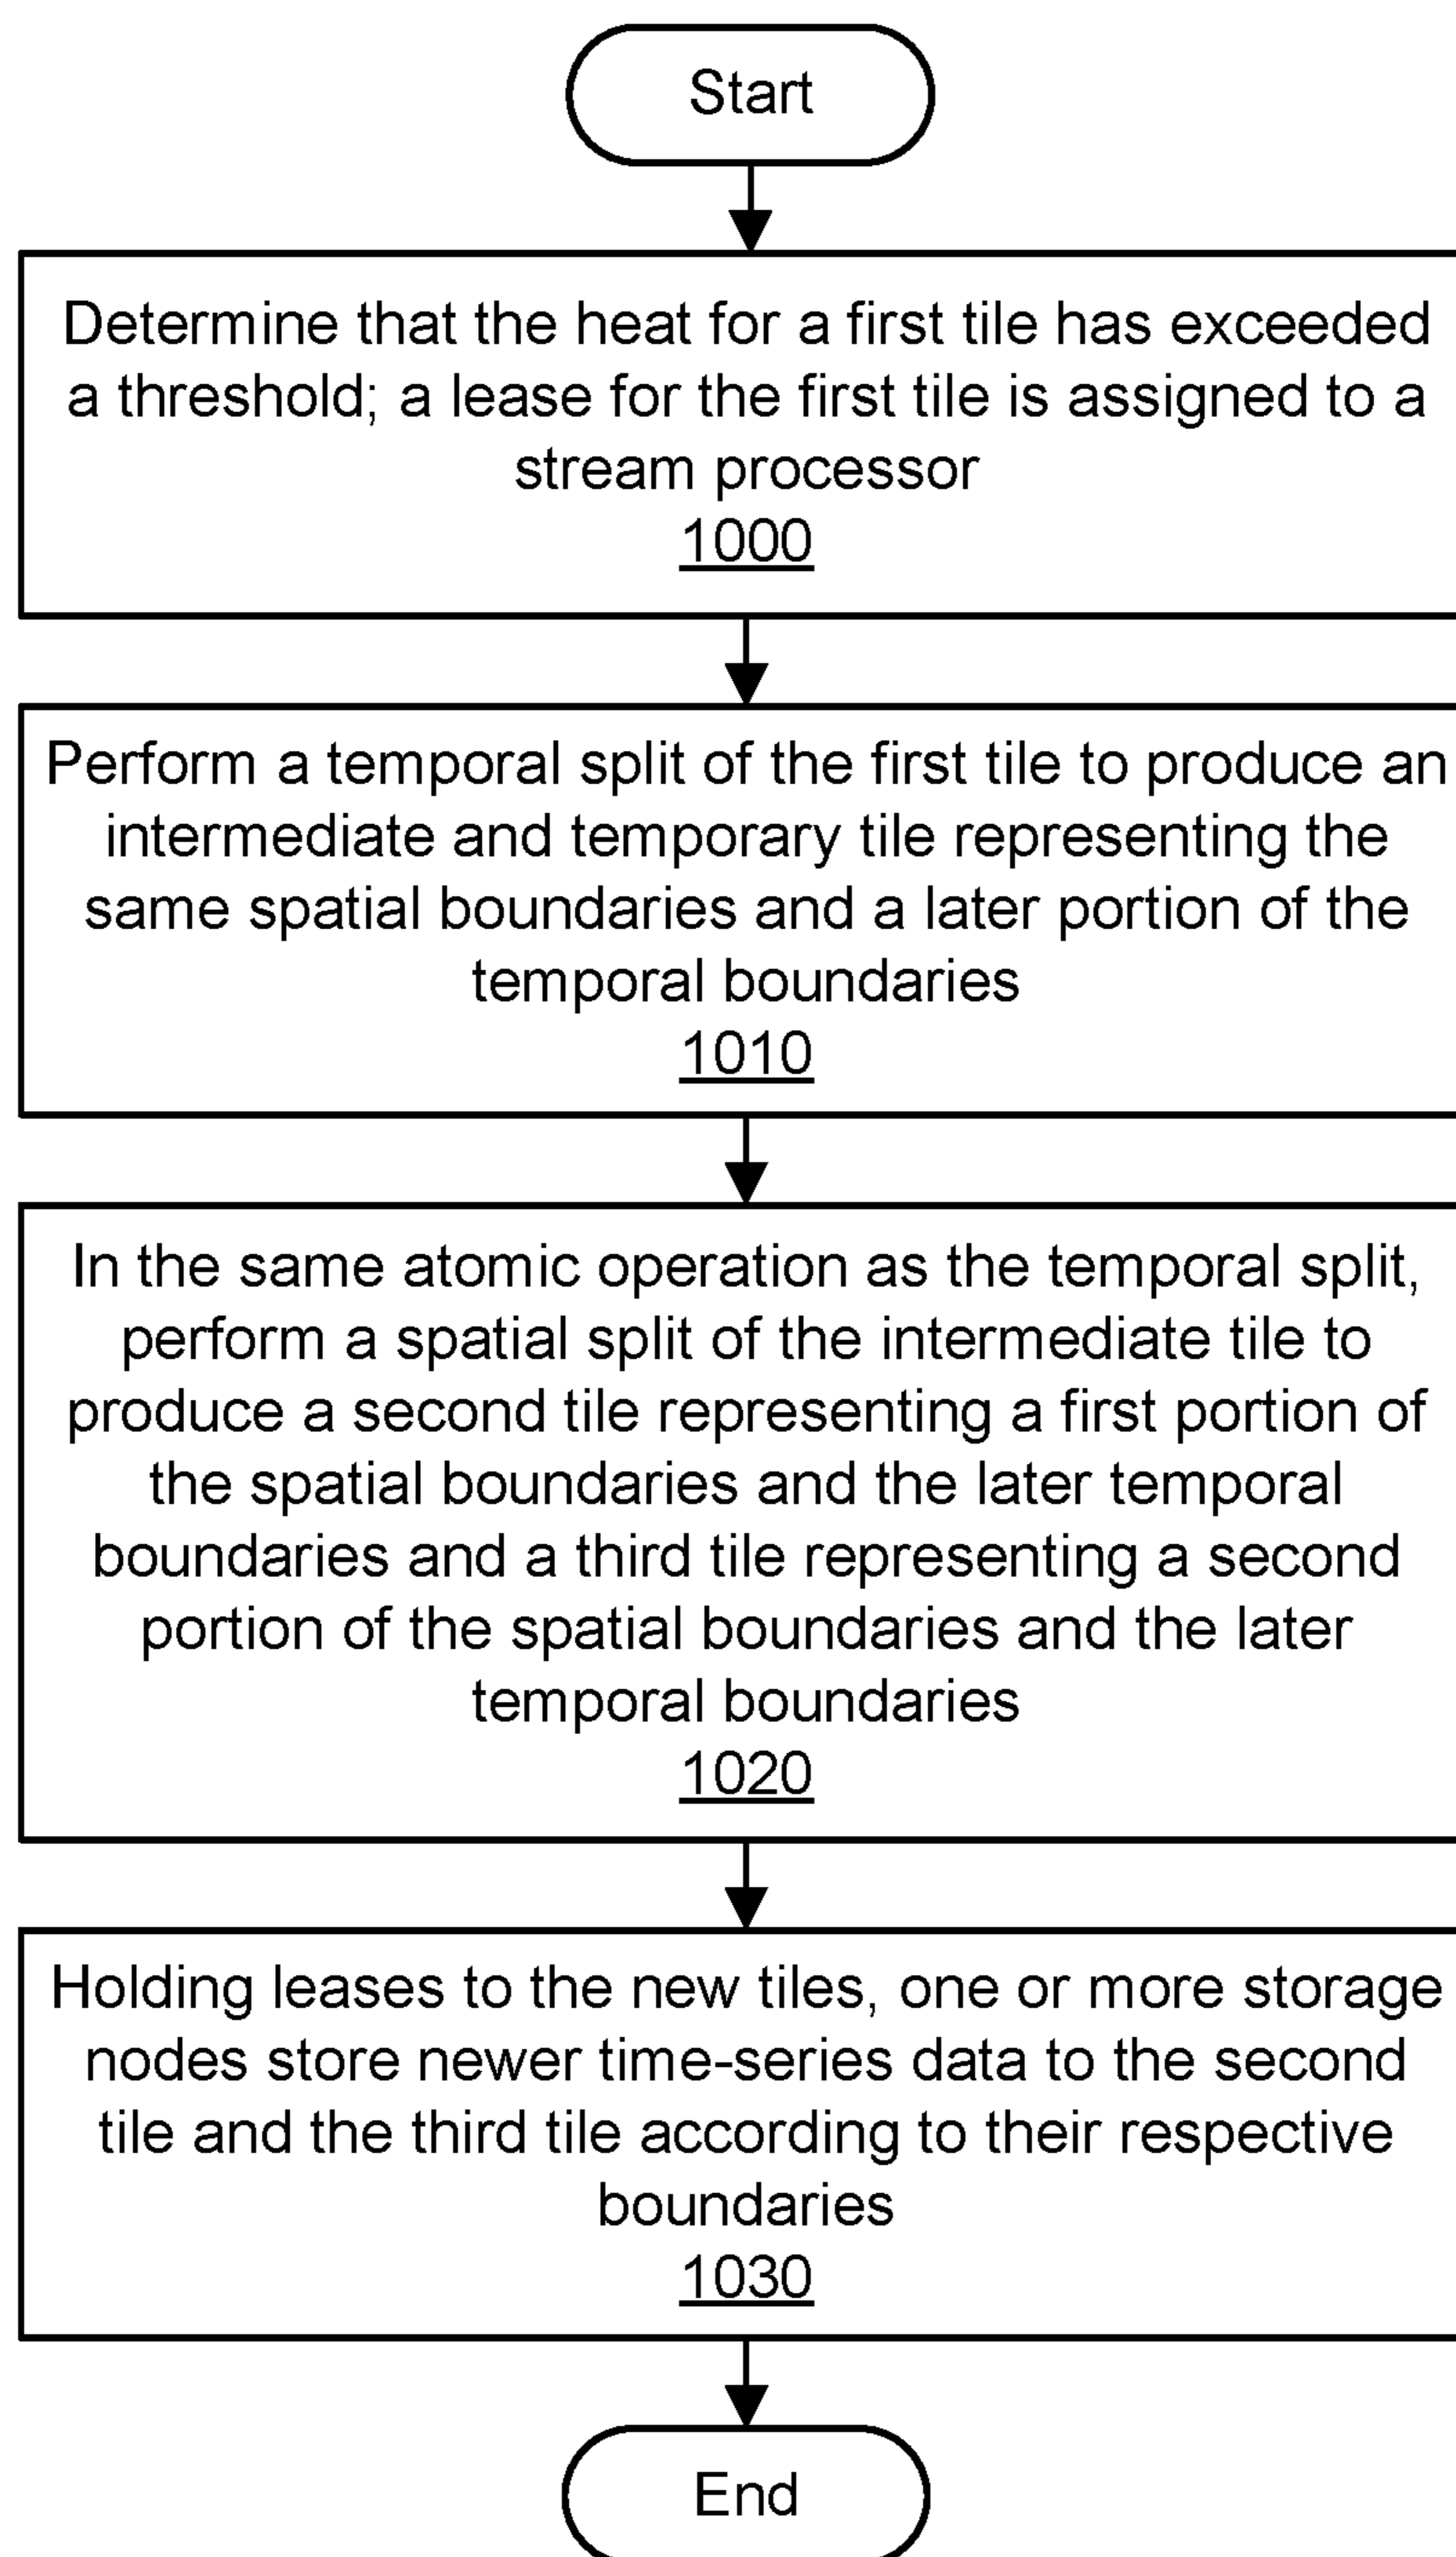 Start
Determine that the heat for a first tile has exceeded
a threshold; a lease for the first tile is assigned to a
stream processor
1000
Perform a temporal split of the first tile to produce an
intermediate and temporary tile representing the
same spatial boundaries and a later portion of the
temporal boundaries
1010
In the same atomic operation as the temporal split,
perform a spatial split of the intermediate tile to
produce a second tile representing a first portion of
the spatial boundaries and the later temporal
boundaries and a third tile representing a second
portion of the spatial boundaries and the later
temporal boundaries
1020
Holding leases to the new tiles, one or more storage
nodes store newer time-series data to the second
tile and the third tile according to their respective
boundaries
1030
End